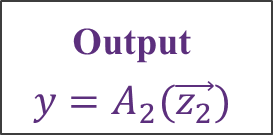 Output
y = A₂(z₂⃗)